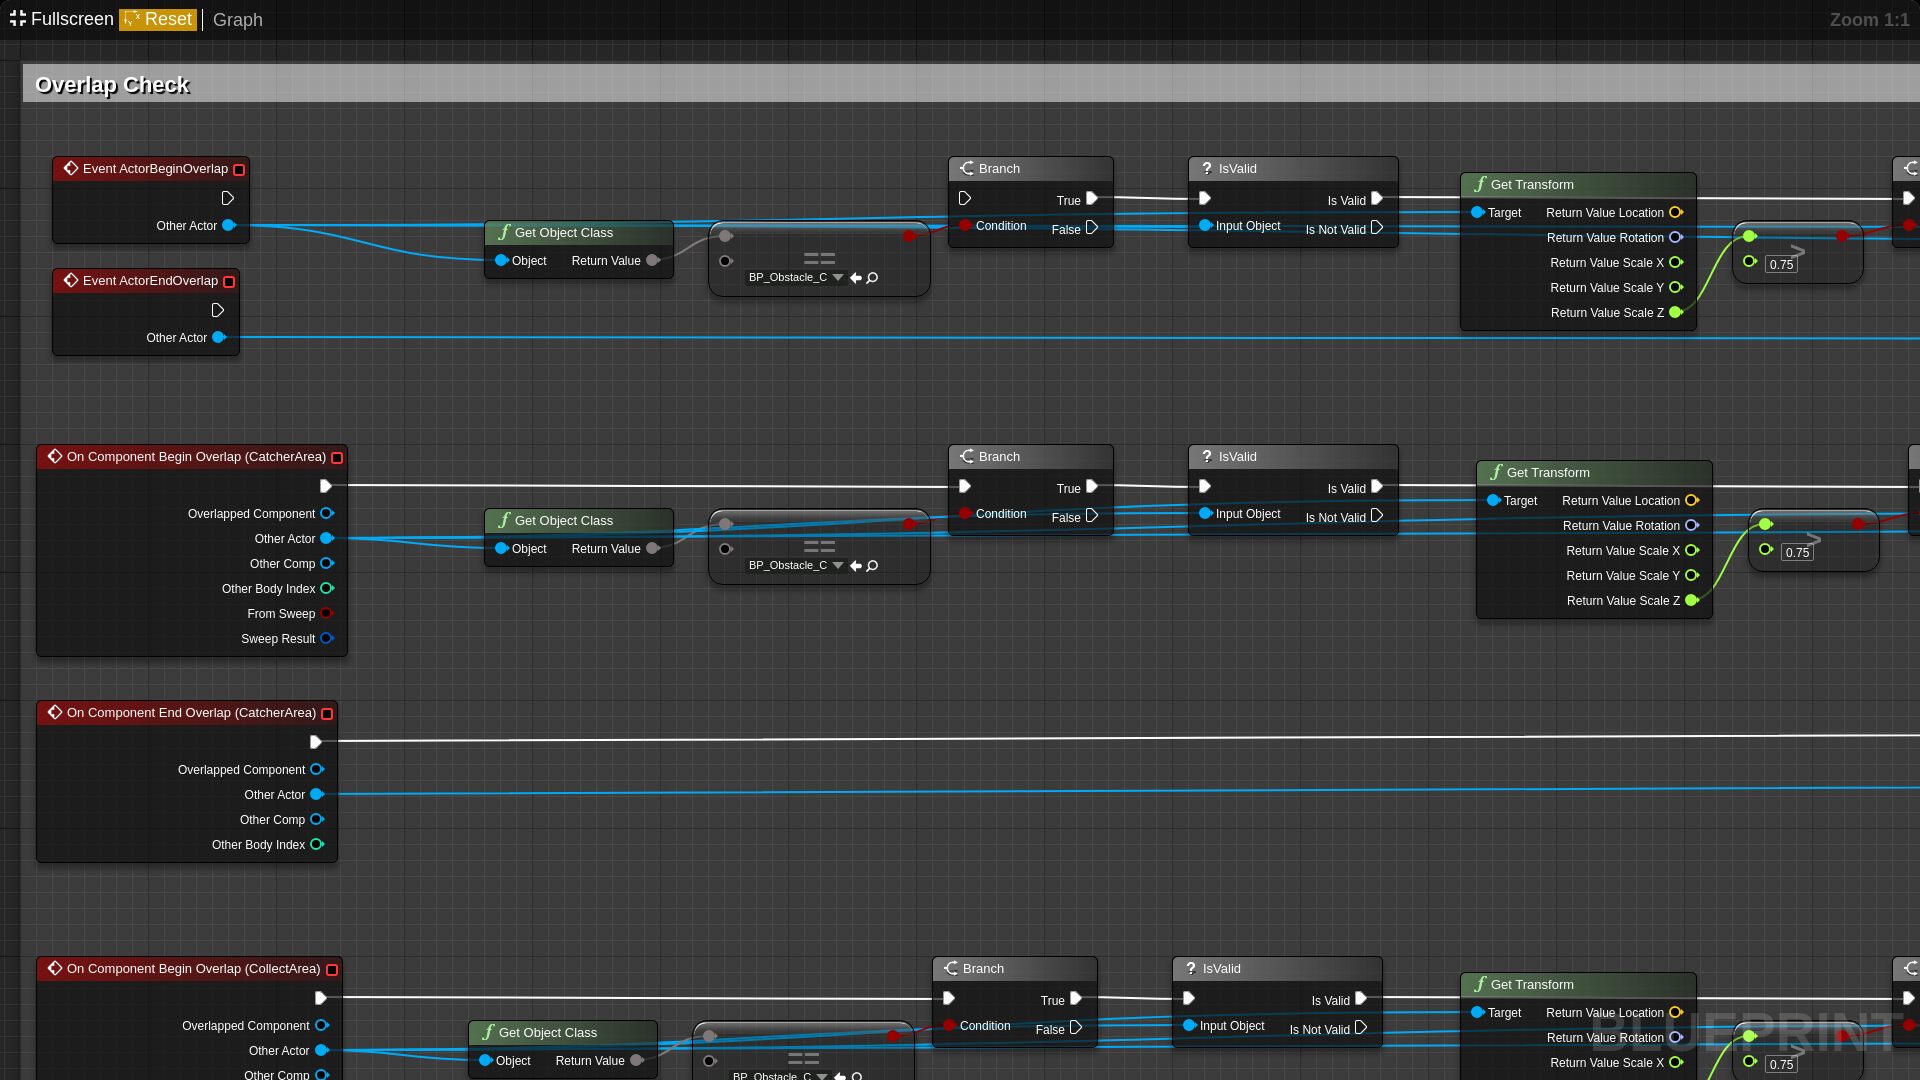 Fullscreen Reset Graph Zoom 1:1
Overlap Check
Event ActorBeginOverlap
Other Actor
Get Object Class
Object Return Value
==
BP_Obstacle_C
Branch
True
Condition
False
? IsValid
Is Valid
Input Object
Is Not Valid
f Get Transform
Target Return Value Location
Return Value Rotation
Return Value Scale X
Return Value Scale Y
Return Value Scale Z
>
0.75
Event ActorEndOverlap
Other Actor
On Component Begin Overlap (CatcherArea)
Overlapped Component
Other Actor
Other Comp
Other Body Index
From Sweep
Sweep Result
f Get Object Class
Object Return Value
==
BP_Obstacle_C
Branch
True
Condition
False
? IsValid
Is Valid
Input Object
Is Not Valid
f Get Transform
Target Return Value Location
Return Value Rotation
Return Value Scale X
Return Value Scale Y
Return Value Scale Z
>
0.75
On Component End Overlap (CatcherArea)
Overlapped Component
Other Actor
Other Comp
Other Body Index
On Component Begin Overlap (CollectArea)
Overlapped Component
Other Actor
Other Comp
f Get Object Class
Object Return Value
==
BP_Obstacle_C
Branch
True
Condition
False
? IsValid
Is Valid
Input Object
Is Not Valid
f Get Transform
Target Return Value Location
Return Value Rotation
Return Value Scale X
>
0.75
BLUEPRINT